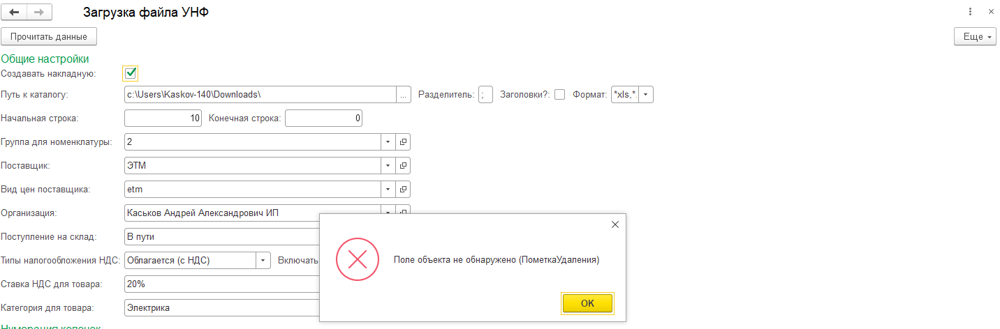 Загрузка файла УНФ
Прочитать данные
Еще
Общие настройки
Создавать накладную:
Путь к каталогу: c:\Users\Kaskov-140\Downloads\ ... Разделитель: ; Заголовки?: Формат: *xls,*.
Начальная строка: 10 Конечная строка: 0
Группа для номенклатуры: 2
Поставщик: ЭТМ
Вид цен поставщика: etm
Организация: Каськов Андрей Александрович ИП
Поступление на склад: В пути
Типы налогообложения НДС: Облагается (с НДС) Включать
Ставка НДС для товара: 20%
Категория для товара: Электрика
Нумерация колонок
Поле объекта не обнаружено (ПометкаУдаления)
OK